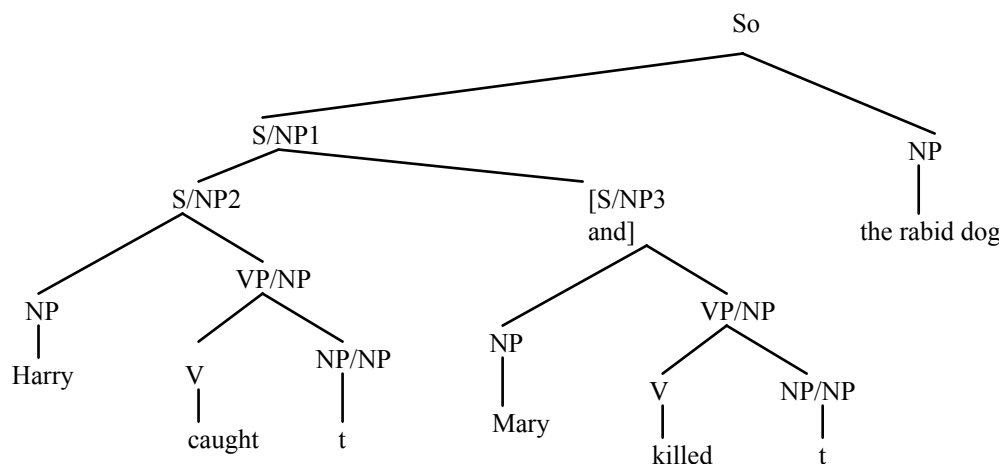 So
S/NP1
NP
S/NP2
[S/NP3
and]
the rabid dog
VP/NP
NP
VP/NP
NP
NP/NP
Harry
V
V
NP/NP
Mary
caught
t
killed
t